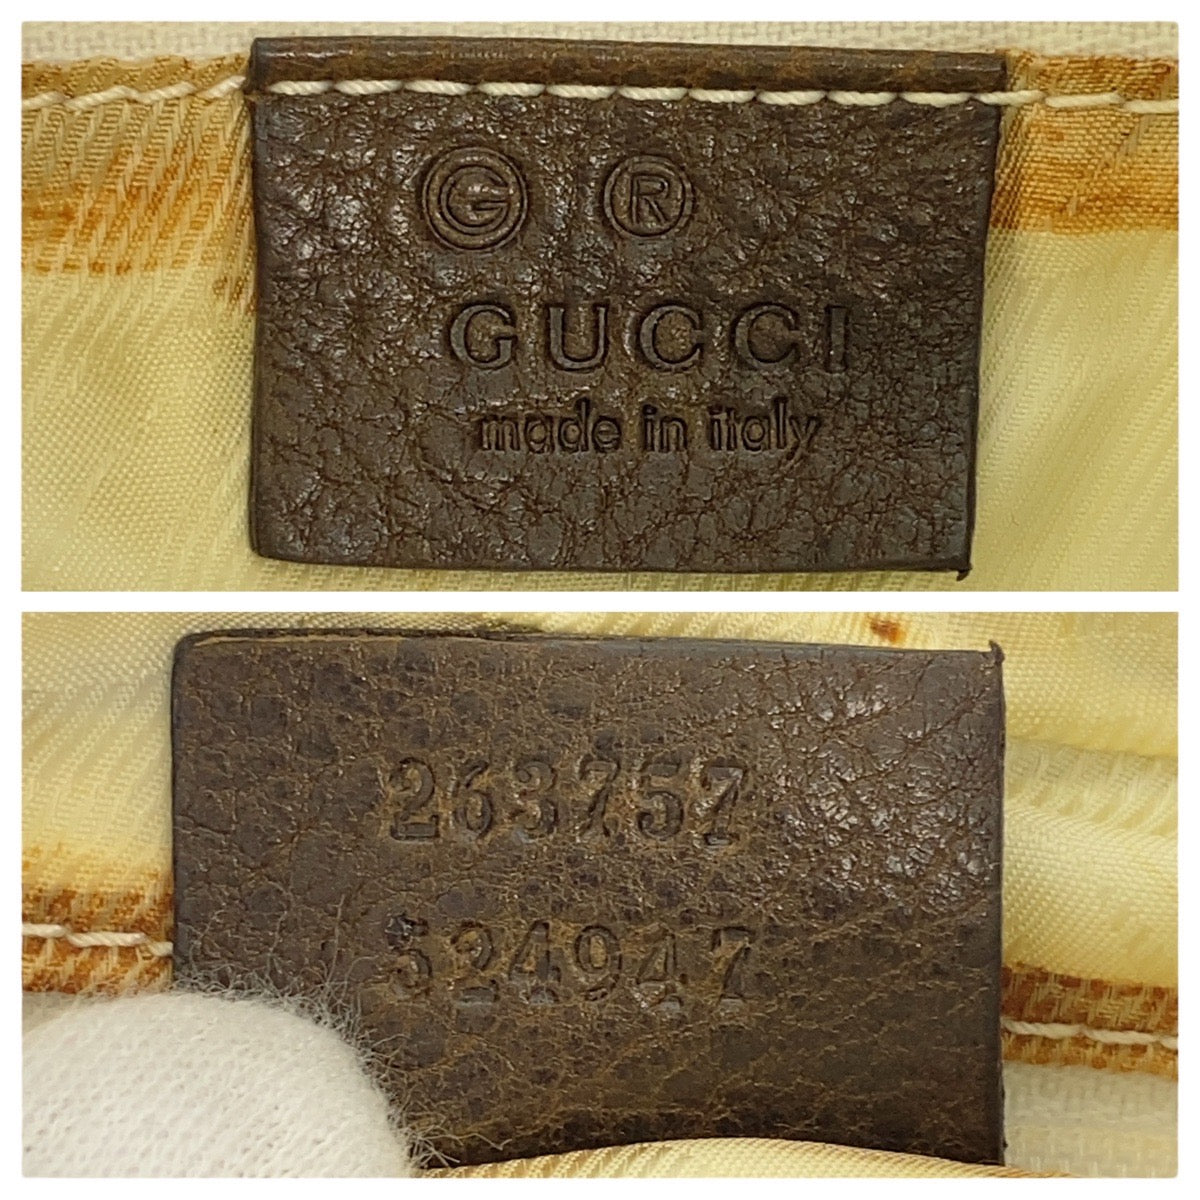 Ⓖ Ⓡ
GUCCI
made in italy
263757
524947